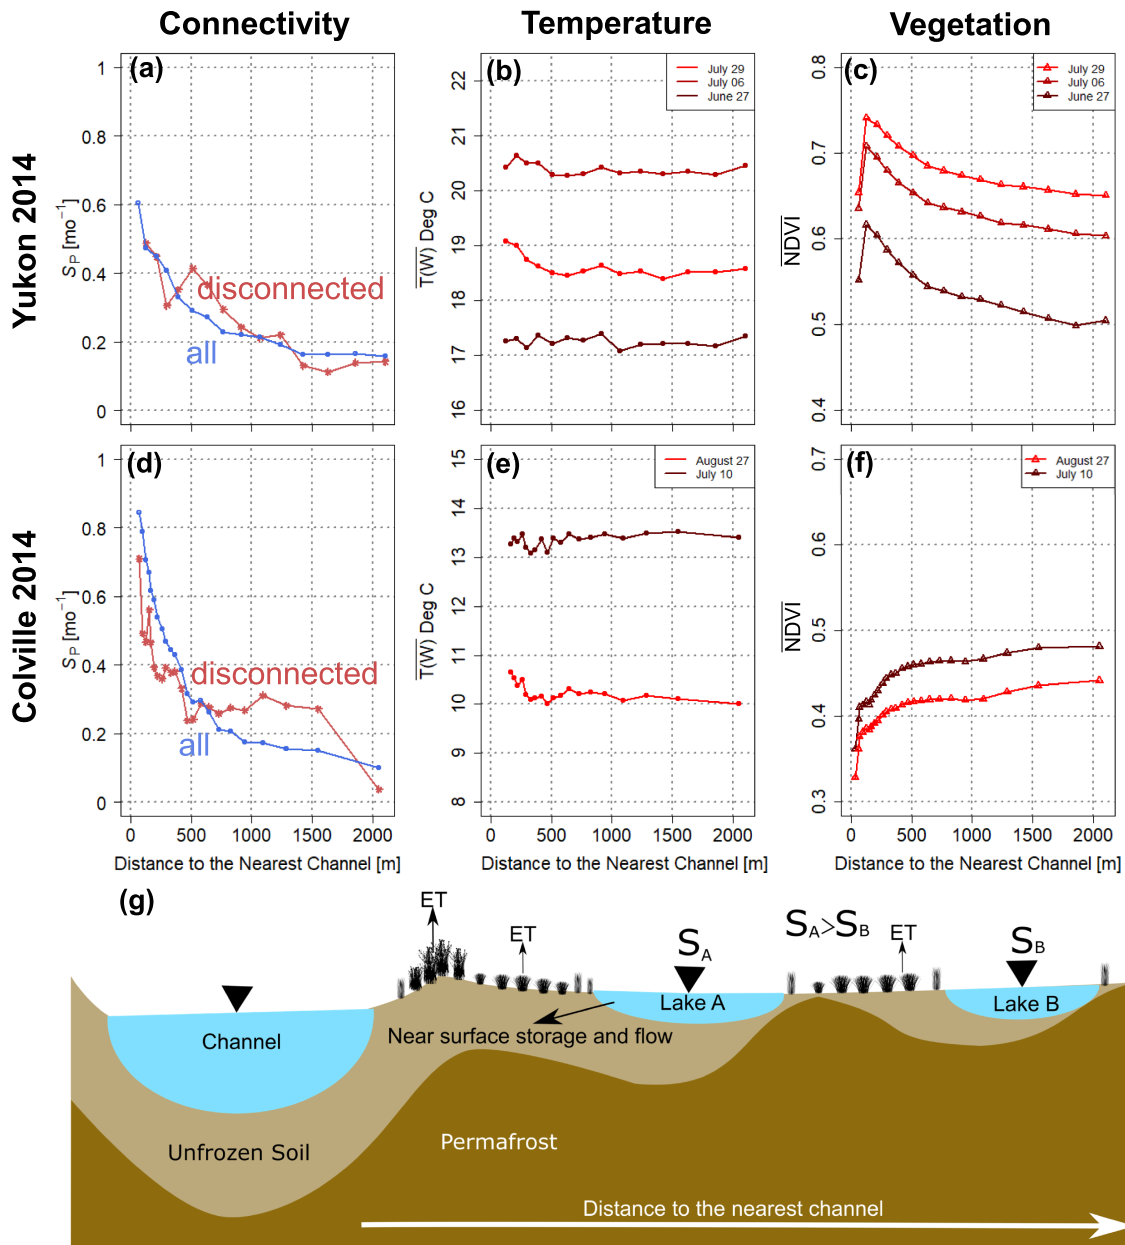 Connectivity
Temperature
Vegetation
Yukon 2014
(a)
1
0.8
0.6
0.4
0.2
0
S_P [mo⁻¹]
disconnected
all
(b)
July 29
July 06
June 27
22
21
20
19
18
17
16
T(W) Deg C
(c)
July 29
July 06
June 27
0.8
0.7
0.6
0.5
0.4
NDVI
Colville 2014
(d)
1
0.8
0.6
0.4
0.2
0
S_P [mo⁻¹]
disconnected
all
0 500 1000 1500 2000
Distance to the Nearest Channel [m]
(e)
August 27
July 10
15
14
13
12
11
10
9
8
T(W) Deg C
0 500 1000 1500 2000
Distance to the Nearest Channel [m]
(f)
August 27
July 10
0.7
0.6
0.5
0.4
0.3
NDVI
0 500 1000 1500 2000
Distance to the Nearest Channel [m]
(g)
ET
ET
S_A
S_A>S_B
ET
S_B
Lake A
Lake B
Channel
Near surface storage and flow
Unfrozen Soil
Permafrost
Distance to the nearest channel